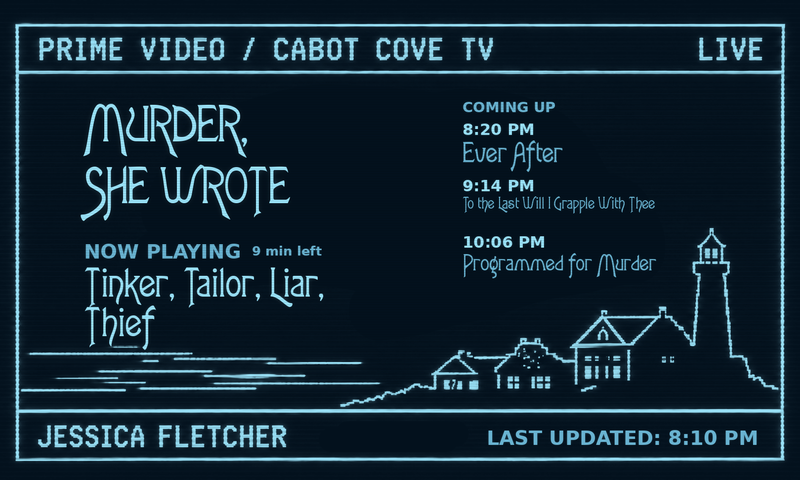 PRIME VIDEO / CABOT COVE TV
LIVE
MURDER,
SHE WROTE
NOW PLAYING 9 min left
Tinker, Tailor, Liar,
Thief
COMING UP
8:20 PM
Ever After
9:14 PM
To the Last Will I Grapple With Thee
10:06 PM
Programmed for Murder
JESSICA FLETCHER
LAST UPDATED: 8:10 PM